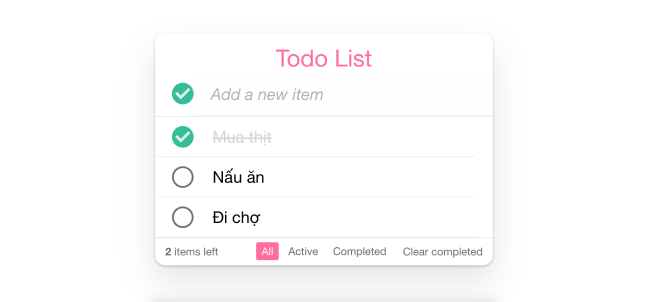 Todo List
Add a new item
Mua thịt
Nấu ăn
Đi chợ
2 items left All Active Completed Clear completed